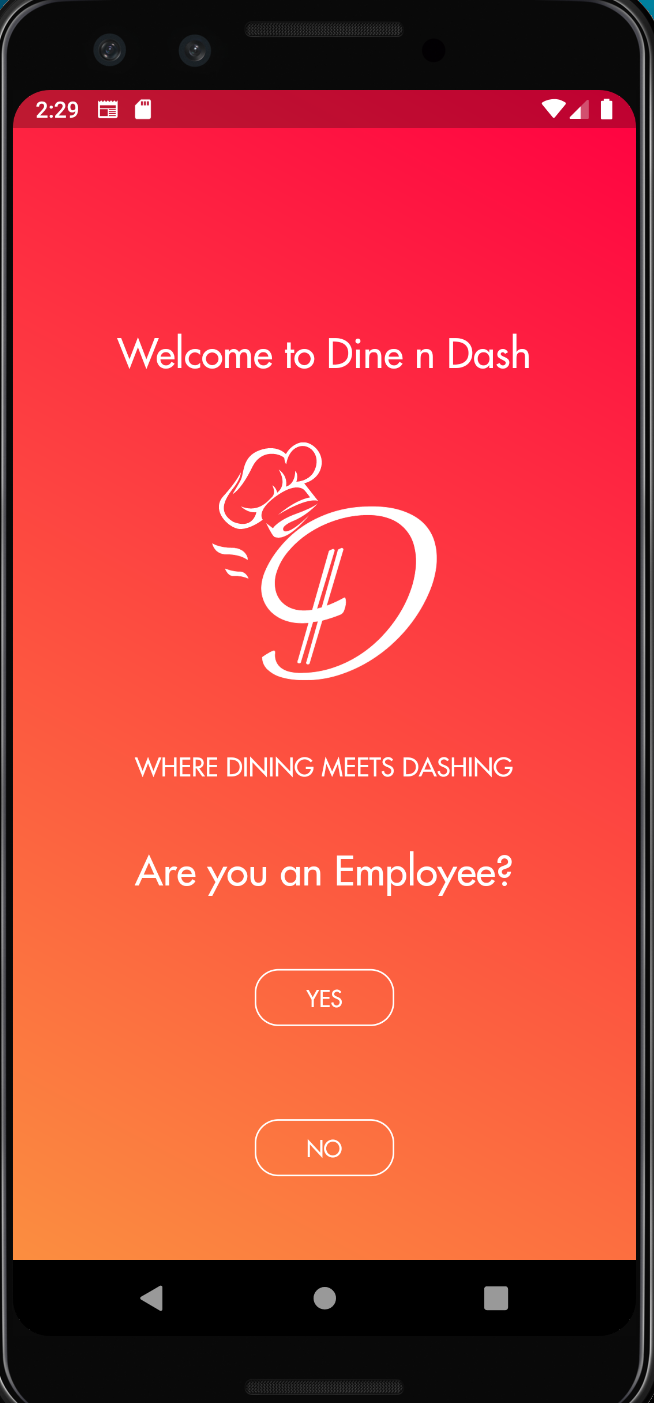 2:29
Welcome to Dine n Dash
D
WHERE DINING MEETS DASHING
Are you an Employee?
YES
NO